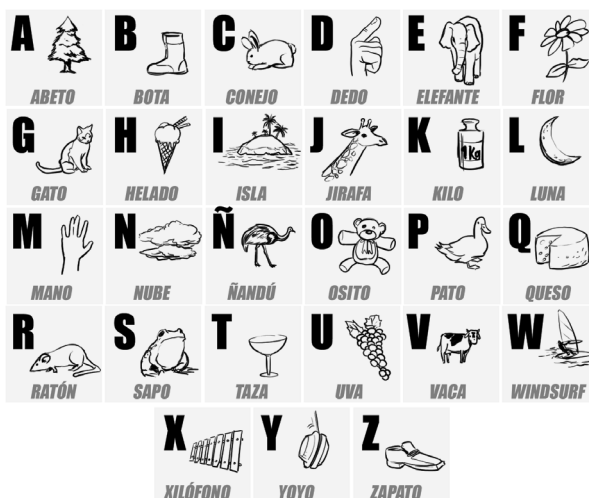 A B C D E F
ABETO BOTA CONEJO DEDO ELEFANTE FLOR
G H I J K L
1Kg
GATO HELADO ISLA JIRAFA KILO LUNA
M N Ñ O P Q
MANO NUBE ÑANDÚ OSITO PATO QUESO
R S T U V W
RATÓN SAPO TAZA UVA VACA WINDSURF
X Y Z
XILÓFONO YOYO ZAPATO